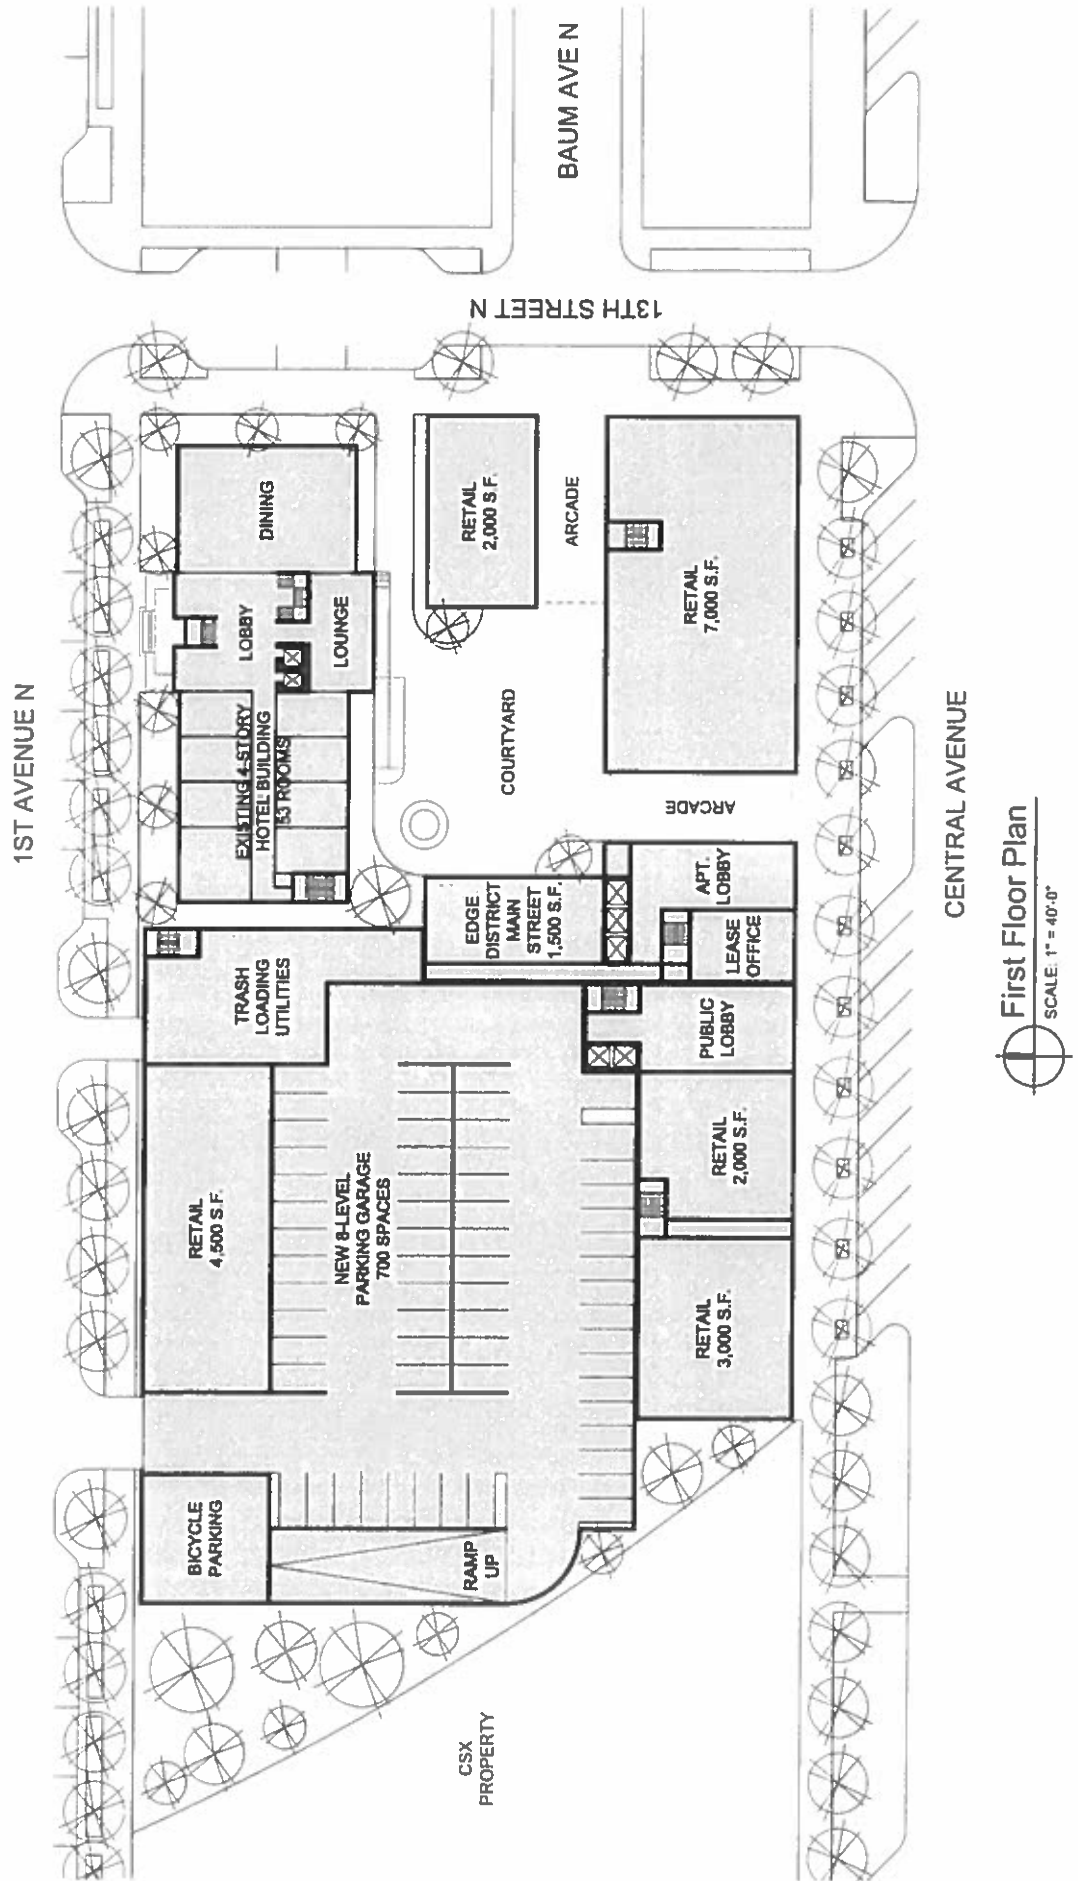 1ST AVENUE N
BAUM AVE N
13TH STREET N
DINING
LOBBY
LOUNGE
EXISTING 4-STORY
HOTEL BUILDING
53 ROOMS
RETAIL
2,000 S.F.
ARCADE
RETAIL
7,000 S.F.
COURTYARD
ARCADE
EDGE
DISTRICT
MAIN
STREET
1,500 S.F.
APT.
LOBBY
LEASE
OFFICE
TRASH
LOADING
UTILITIES
PUBLIC
LOBBY
RETAIL
4,500 S.F.
NEW 8-LEVEL
PARKING GARAGE
700 SPACES
RETAIL
2,000 S.F.
RETAIL
3,000 S.F.
BICYCLE
PARKING
RAMP
UP
CSX
PROPERTY
CENTRAL AVENUE
First Floor Plan
SCALE: 1" = 40'-0"